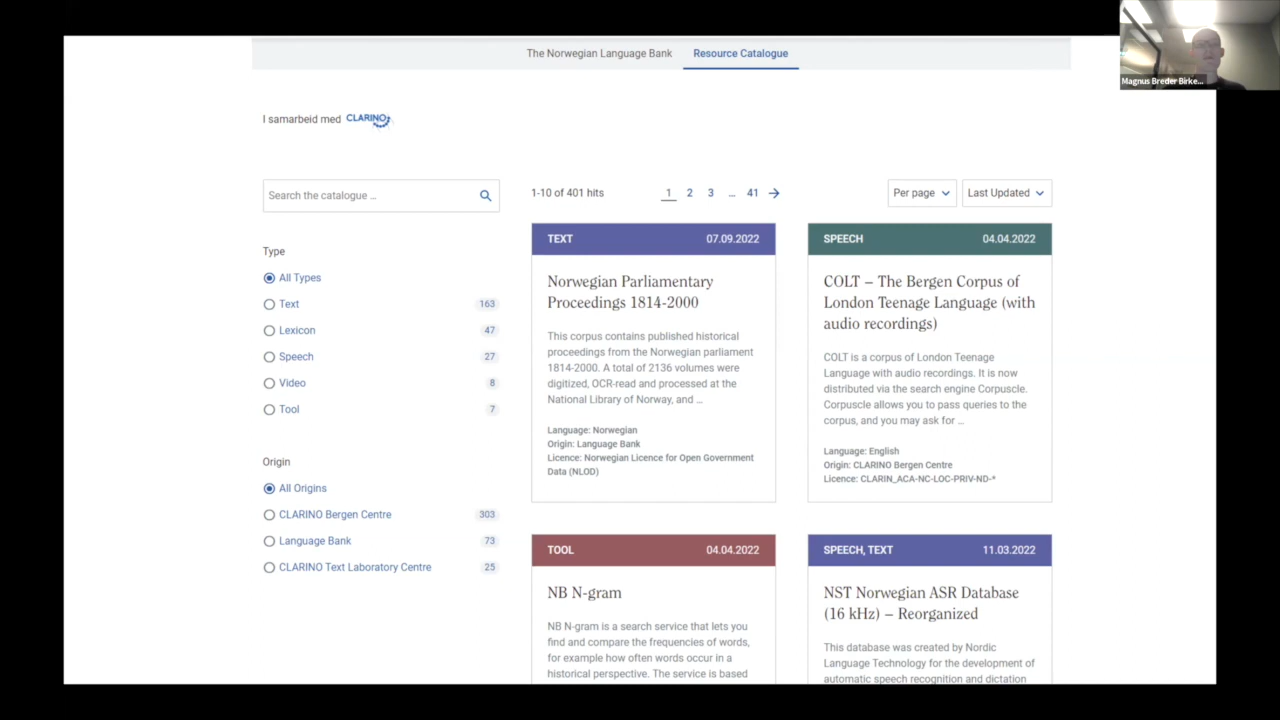 The Norwegian Language Bank
Resource Catalogue
Magnus Breder Birke...
I samarbeid med CLARINO
Search the catalogue ...
1-10 of 401 hits
1 2 3 ... 41
Per page
Last Updated
Type
All Types
Text 163
Lexicon 47
Speech 27
Video 8
Tool 7
Origin
All Origins
CLARINO Bergen Centre 303
Language Bank 73
CLARINO Text Laboratory Centre 25
TEXT 07.09.2022
Norwegian Parliamentary
Proceedings 1814-2000
This corpus contains published historical
proceedings from the Norwegian parliament
1814-2000. A total of 2136 volumes were
digitized, OCR-read and processed at the
National Library of Norway, and ...
Language: Norwegian
Origin: Language Bank
Licence: Norwegian Licence for Open Government
Data (NLOD)
SPEECH 04.04.2022
COLT – The Bergen Corpus of
London Teenage Language (with
audio recordings)
COLT is a corpus of London Teenage
Language with audio recordings. It is now
distributed via the search engine Corpuscle.
Corpuscle allows you to pass queries to the
corpus, and you may ask for ...
Language: English
Origin: CLARINO Bergen Centre
Licence: CLARIN_ACA-NC-LOC-PRIV-ND-*
TOOL 04.04.2022
NB N-gram
NB N-gram is a search service that lets you
find and compare the frequencies of words,
for example how often words occur in a
historical perspective. The service is based
SPEECH, TEXT 11.03.2022
NST Norwegian ASR Database
(16 kHz) – Reorganized
This database was created by Nordic
Language Technology for the development of
automatic speech recognition and dictation